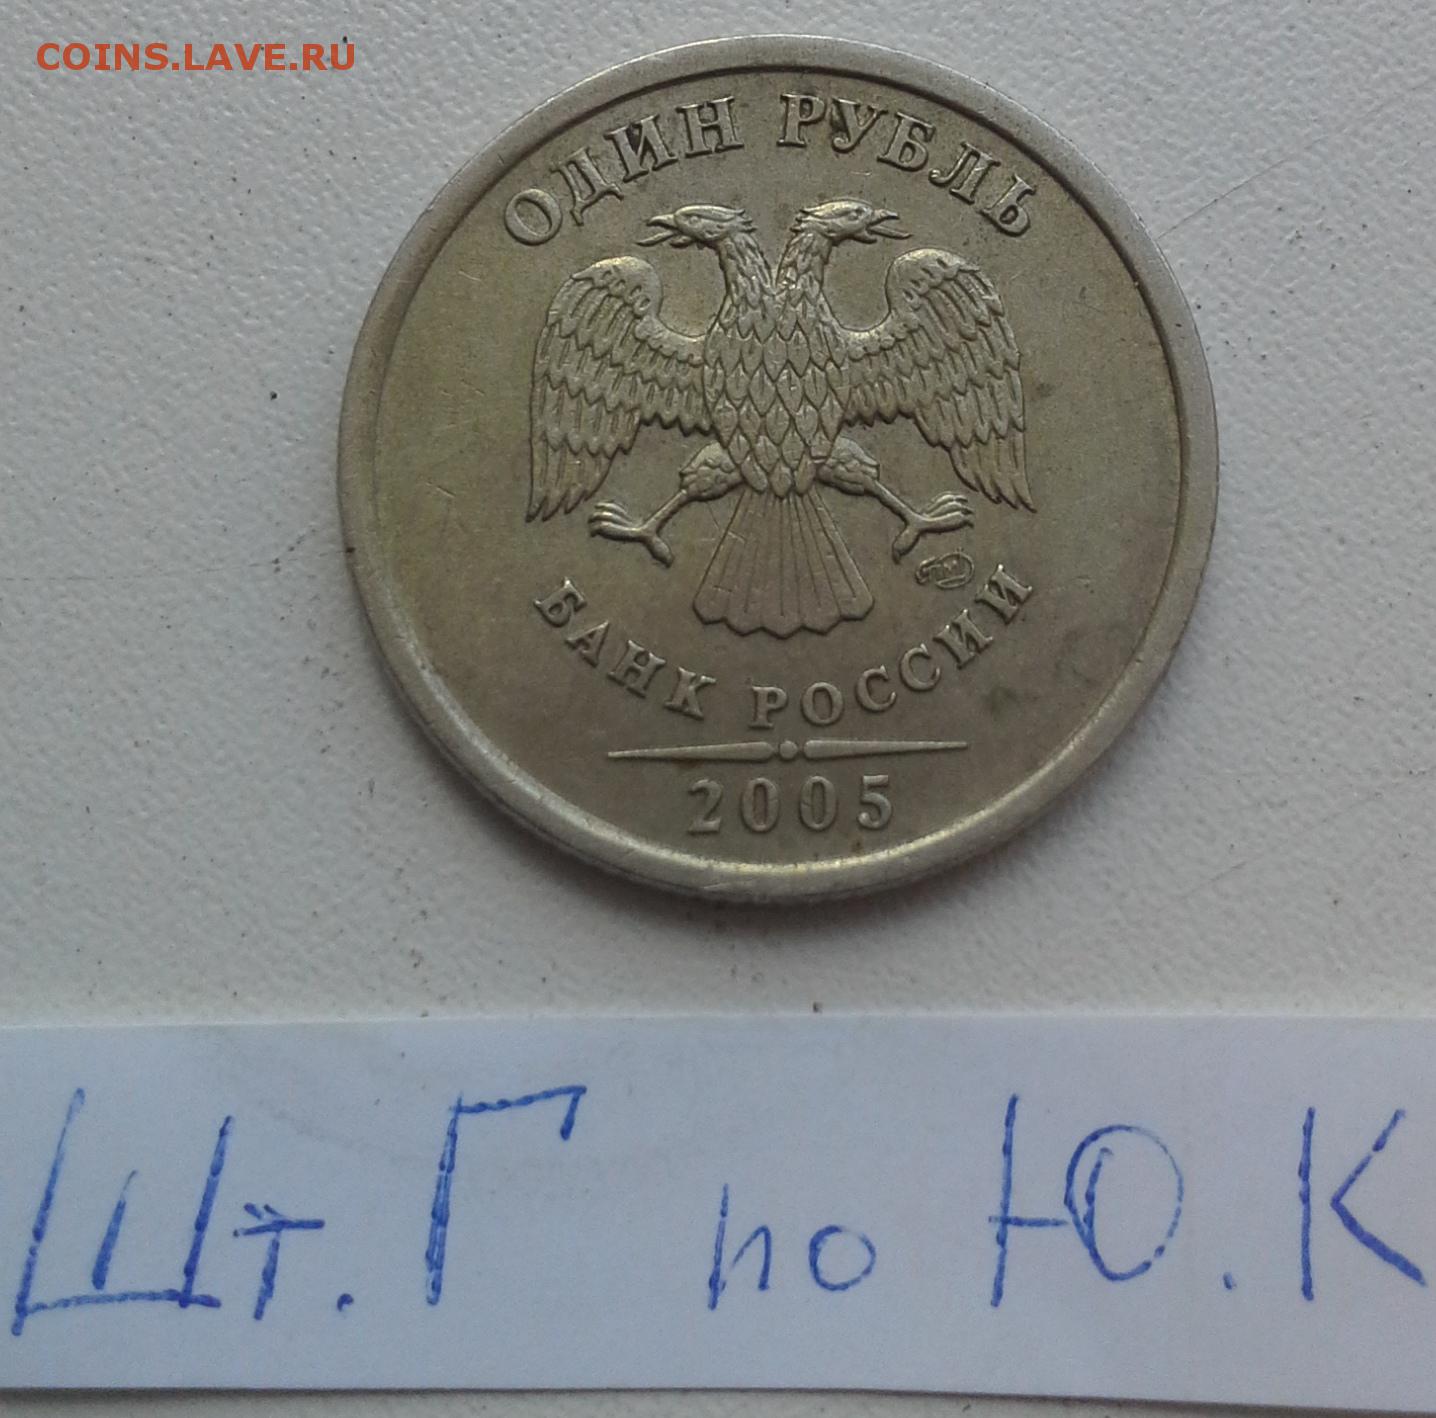 COINS.LAVE.RU
ОДИН РУБЛЬ
БАНК РОССИИ
2005
Шт. Г по Ю.К